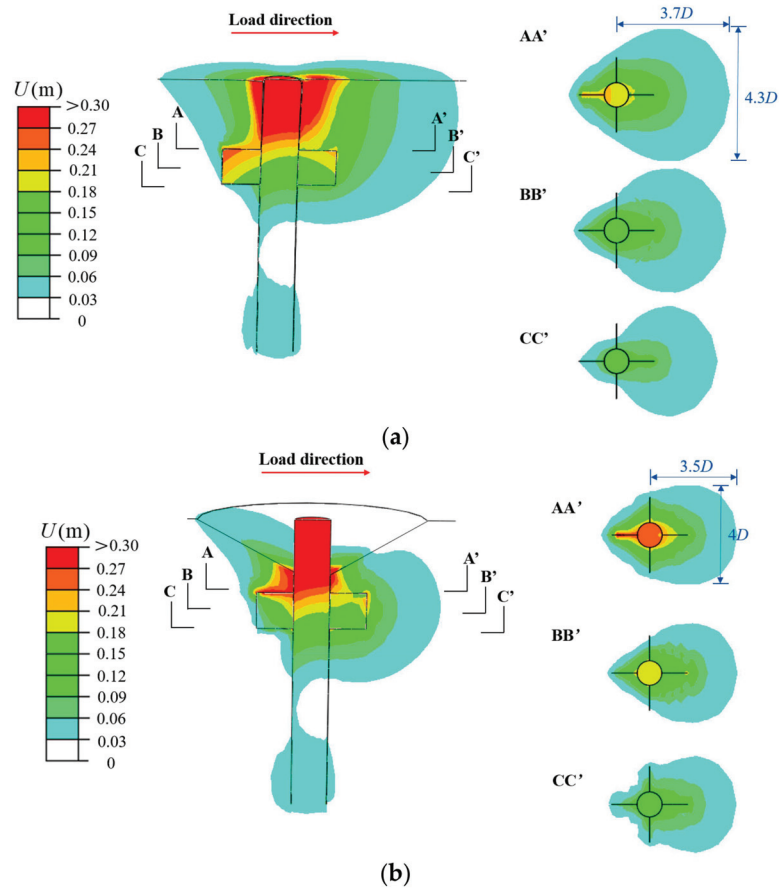 Load direction
U(m)
>0.30
0.27
0.24
0.21
0.18
0.15
0.12
0.09
0.06
0.03
0
A
B
C
A'
B'
C'
AA'
3.7D
4.3D
BB'
CC'
(a)
Load direction
U(m)
>0.30
0.27
0.24
0.21
0.18
0.15
0.12
0.09
0.06
0.03
0
A
B
C
A'
B'
C'
AA'
3.5D
4D
BB'
CC'
(b)